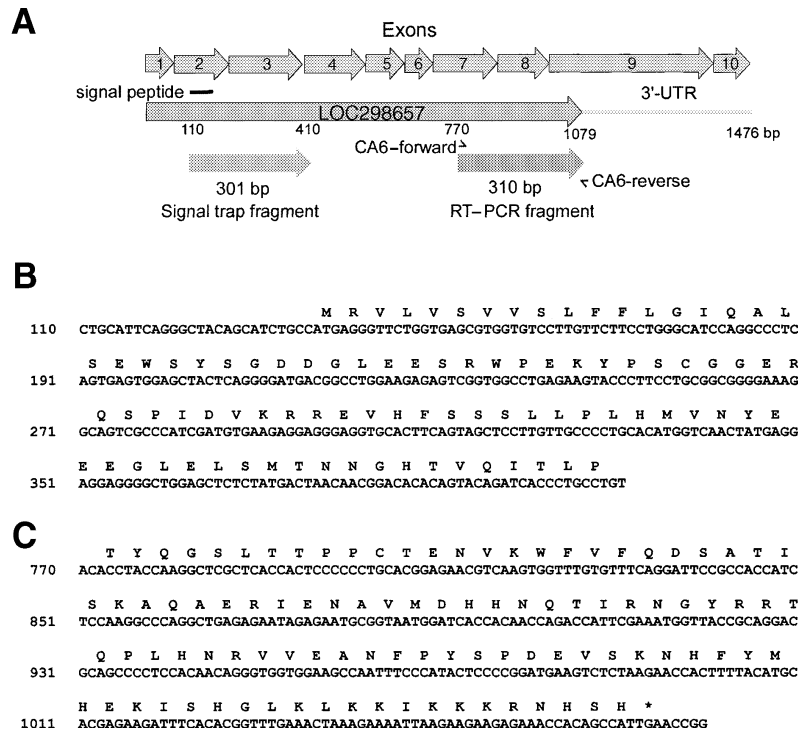 A
Exons
1 2 3 4 5 6 7 8 9 10
signal peptide
3'-UTR
LOC298657
110 410 770 1079 1476 bp
CA6–forward
CA6-reverse
301 bp 310 bp
Signal trap fragment RT–PCR fragment
B
M R V L V S V V S L F F L G I Q A L
110 CTGCATTCAGGGCTACAGCATCTGCCATGAGGGTTCTGGTGAGCGTGGTGTCCTTGTTCTTCCTGGGCATCCAGGCCCTC
S E W S Y S G D D G L E E S R W P E K Y P S C G G E R
191 AGTGAGTGGAGCTACTCAGGGGATGACGGCCTGGAAGAGAGTCGGTGGCCTGAGAAGTACCCTTCCTGCGGCGGGGAAAG
Q S P I D V K R R E V H F S S S L L P L H M V N Y E
271 GCAGTCGCCCATCGATGTGAAGAGGAGGGAGGTGCACTTCAGTAGCTCCTTGTTGCCCCTGCACATGGTCAACTATGAGG
E E G L E L S M T N N G H T V Q I T L P
351 AGGAGGGGCTGGAGCTCTCTATGACTAACAACGGACACACAGTACAGATCACCCTGCCTGT
C
T Y Q G S L T T P P C T E N V K W F V F Q D S A T I
770 ACACCTACCAAGGCTCGCTCACCACTCCCCCCTGCACGGAGAACGTCAAGTGGTTTGTGTTTCAGGATTCCGCCACCATC
S K A Q A E R I E N A V M D H H N Q T I R N G Y R R T
851 TCCAAGGCCCAGGCTGAGAGAATAGAGAATGCGGTAATGGATCACCACAACCAGACCATTCGAAATGGTTACCGCAGGAC
Q P L H N R V V E A N F P Y S P D E V S K N H F Y M
931 GCAGCCCCTCCACAACAGGGTGGTGGAAGCCAATTTCCCATACTCCCCGGATGAAGTCTCTAAGAACCACTTTTACATGC
H E K I S H G L K L K K I K K K R N H S H *
1011 ACGAGAAGATTTCACACGGTTTGAAACTAAAGAAAATTAAGAAGAAGAGAAACCACAGCCATTGAACCGG